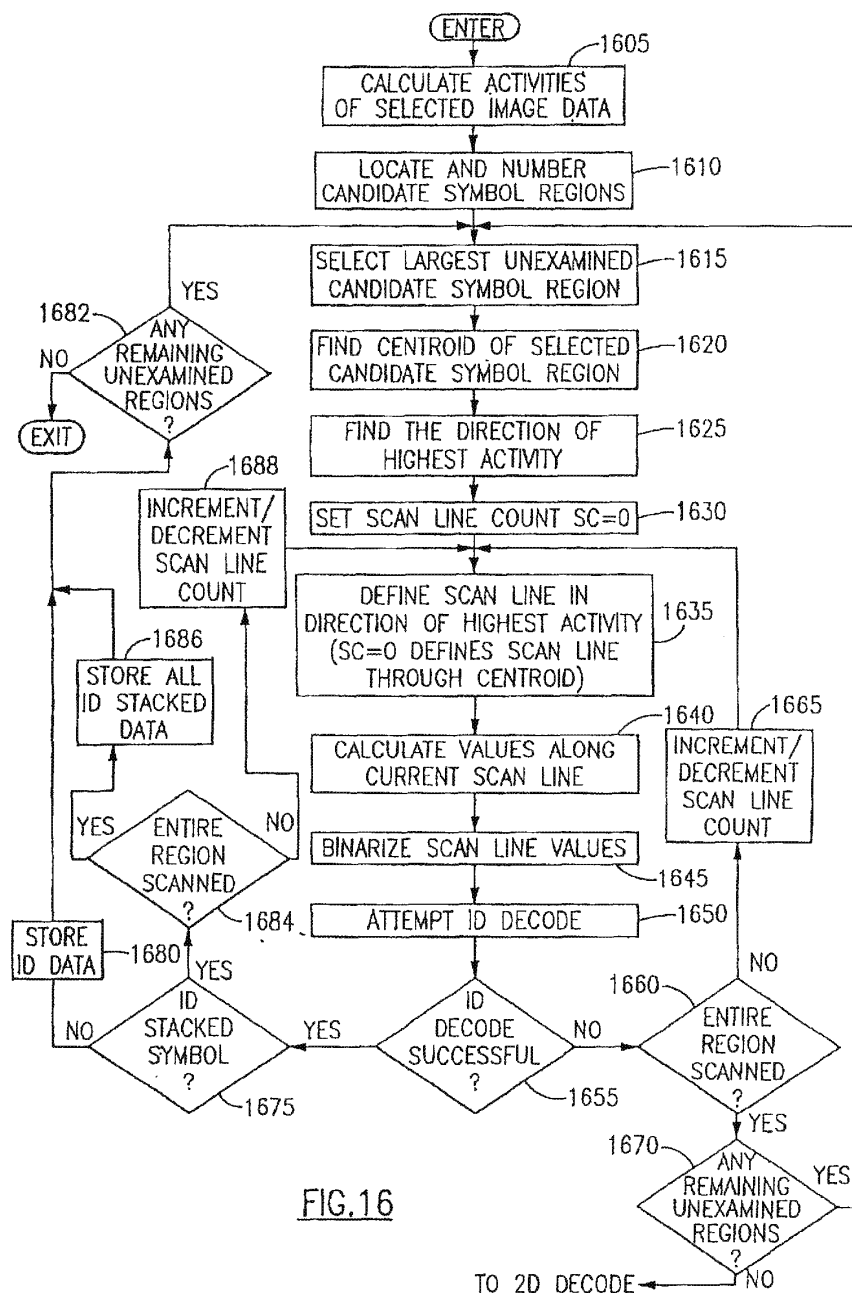 ENTER
1605
CALCULATE ACTIVITIES
OF SELECTED IMAGE DATA
1610
LOCATE AND NUMBER
CANDIDATE SYMBOL REGIONS
1615
SELECT LARGEST UNEXAMINED
CANDIDATE SYMBOL REGION
YES
1682
ANY
REMAINING
UNEXAMINED
REGIONS
?
NO
EXIT
1620
FIND CENTROID OF SELECTED
CANDIDATE SYMBOL REGION
1625
FIND THE DIRECTION OF
HIGHEST ACTIVITY
1688
INCREMENT/
DECREMENT
SCAN LINE
COUNT
1630
SET SCAN LINE COUNT SC=0
1635
DEFINE SCAN LINE IN
DIRECTION OF HIGHEST ACTIVITY
(SC=0 DEFINES SCAN LINE
THROUGH CENTROID)
1686
STORE ALL
ID STACKED
DATA
1640
CALCULATE VALUES ALONG
CURRENT SCAN LINE
1665
INCREMENT/
DECREMENT
SCAN LINE
COUNT
YES
ENTIRE
REGION
SCANNED
?
NO
1684
BINARIZE SCAN LINE VALUES
1645
ATTEMPT ID DECODE
1650
STORE
ID DATA
1680
YES
NO
ID
STACKED
SYMBOL
?
1675
YES
ID
DECODE
SUCCESSFUL
?
1655
NO
NO
1660
ENTIRE
REGION
SCANNED
?
YES
1670
ANY
REMAINING
UNEXAMINED
REGIONS
?
YES
NO
TO 2D DECODE
FIG.16